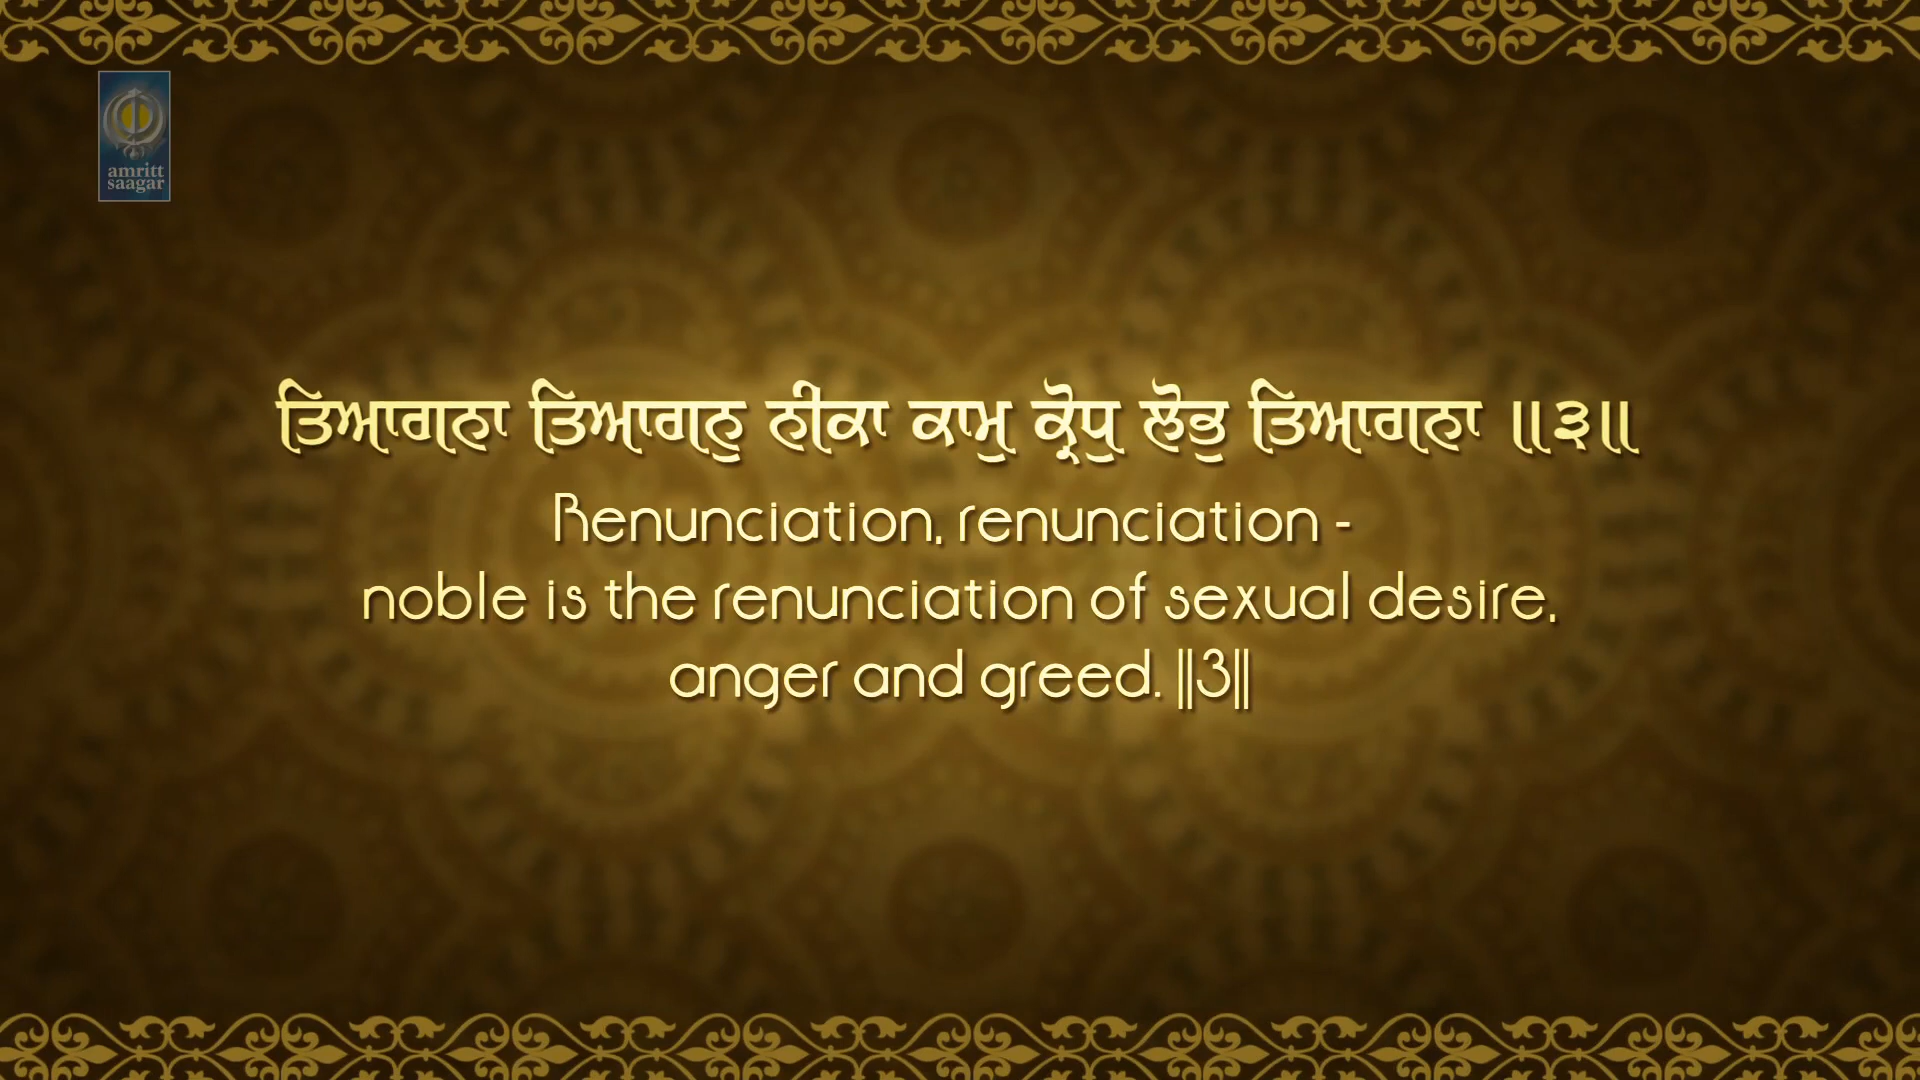 amritt
saagar
ਤਿਆਗਨਾ ਤਿਆਗਨੁ ਨੀਕਾ ਕਾਮੁ ਕ੍ਰੋਧੁ ਲੋਭੁ ਤਿਆਗਨਾ ॥੩॥
Renunciation, renunciation -
noble is the renunciation of sexual desire,
anger and greed. ||3||